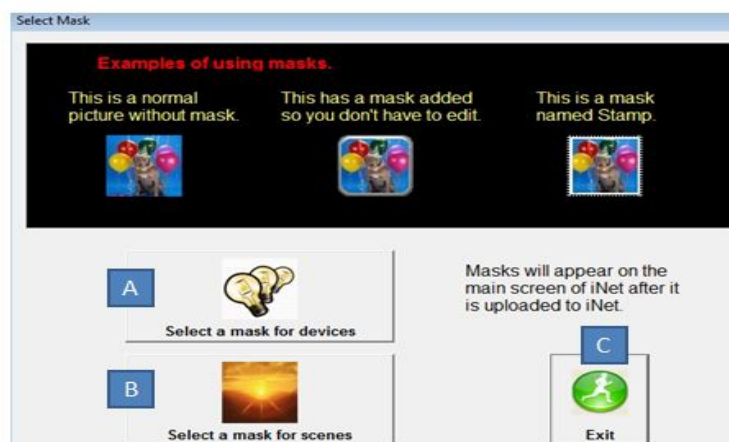 Select Mask
Examples of using masks.
This is a normal
picture without mask.
This has a mask added
so you don't have to edit.
This is a mask
named Stamp.
A
Select a mask for devices
Masks will appear on the
main screen of iNet after it
is uploaded to iNet.
B
Select a mask for scenes
C
Exit